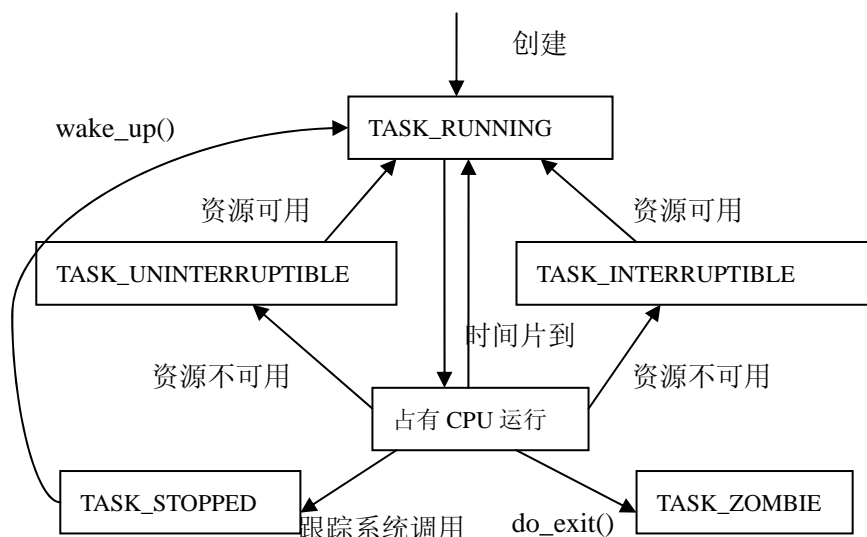 创建
wake_up()
TASK_RUNNING
资源可用
资源可用
TASK_UNINTERRUPTIBLE
TASK_INTERRUPTIBLE
时间片到
资源不可用
资源不可用
占有 CPU 运行
TASK_STOPPED
TASK_ZOMBIE
跟踪系统调用
do_exit()